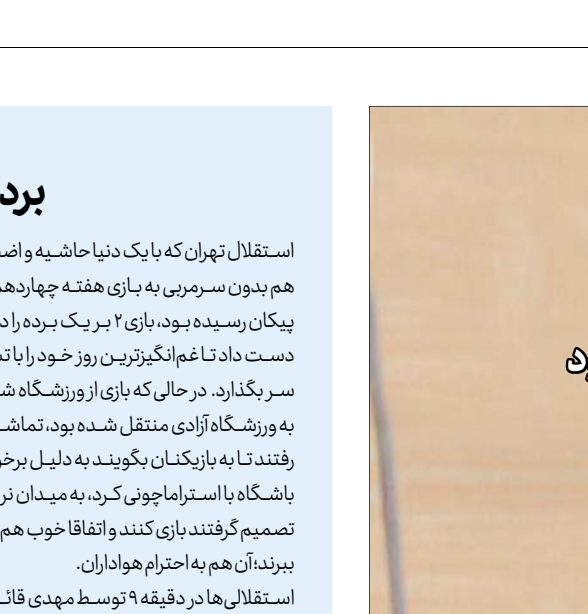 برد
استقلال تهران که با یک دنیا حاشیه و
هم بدون سرمربی به بازی هفته
پیکان رسیده بود، بازی ۲ بر یک برده را
دست داد تا غم‌انگیزترین روز خود را با
سر بگذارد. در حالی که بازی از ورزشگاه
به ورزشگاه آزادی منتقل شده بود،
رفتند تا به بازیکنان بگویند به دلیل
باشگاه با استراماچونی کرد، به میدان
تصمیم گرفتند بازی کنند و اتفاقا خوب هم
ببرند؛ آن هم به احترام هواداران.
استقلالی‌ها در دقیقه ۹ توسط مهدی